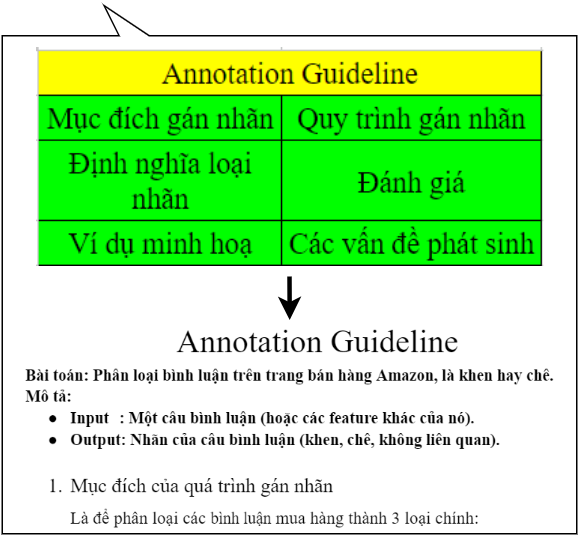 Annotation Guideline
Mục đích gán nhãn
Quy trình gán nhãn
Định nghĩa loại
nhãn
Đánh giá
Ví dụ minh hoạ
Các vấn đề phát sinh
Annotation Guideline
Bài toán: Phân loại bình luận trên trang bán hàng Amazon, là khen hay chê.
Mô tả:
● Input : Một câu bình luận (hoặc các feature khác của nó).
● Output: Nhãn của câu bình luận (khen, chê, không liên quan).
1. Mục đích của quá trình gán nhãn
Là để phân loại các bình luận mua hàng thành 3 loại chính: